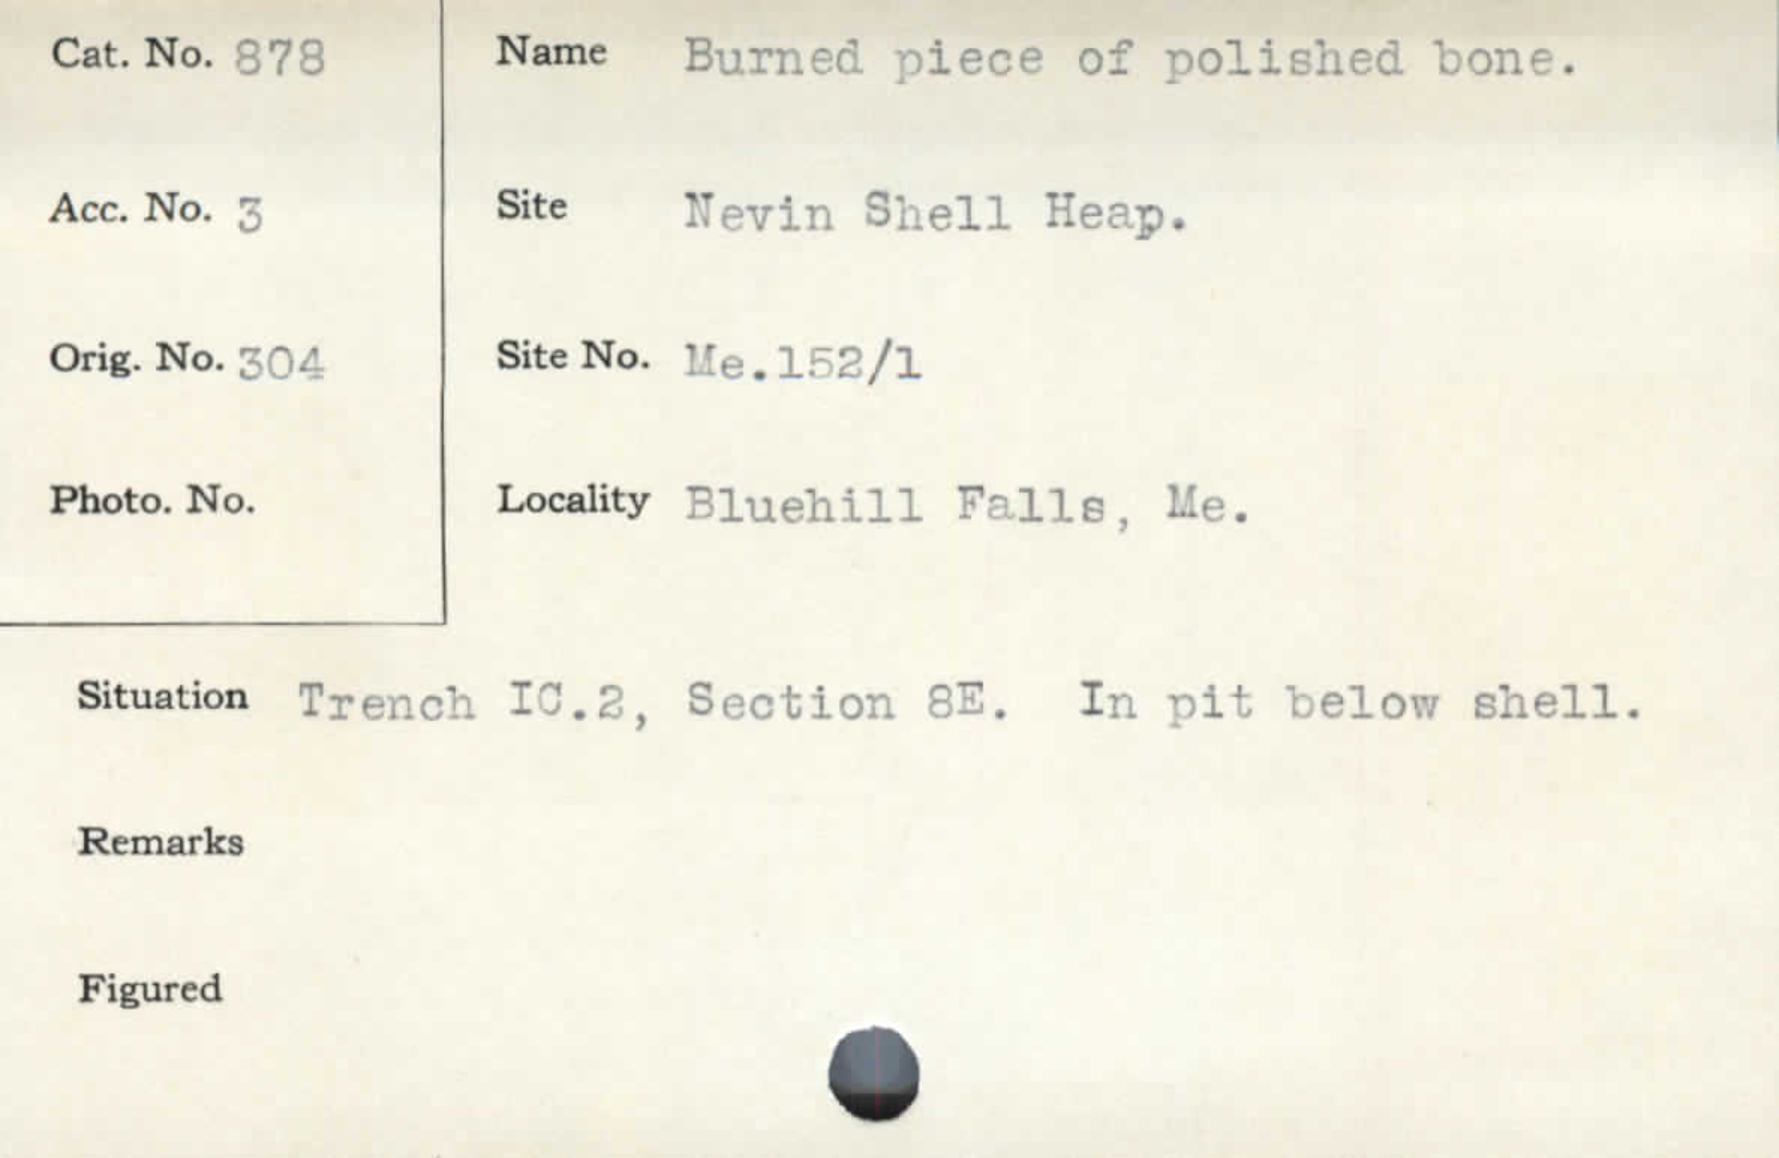 Cat. No. 878
Name Burned piece of polished bone.
Acc. No. 3
Site Nevin Shell Heap.
Orig. No. 304
Site No. Me.152/1
Photo. No.
Locality Bluehill Falls, Me.
Situation Trench IC.2, Section 8E. In pit below shell.
Remarks
Figured